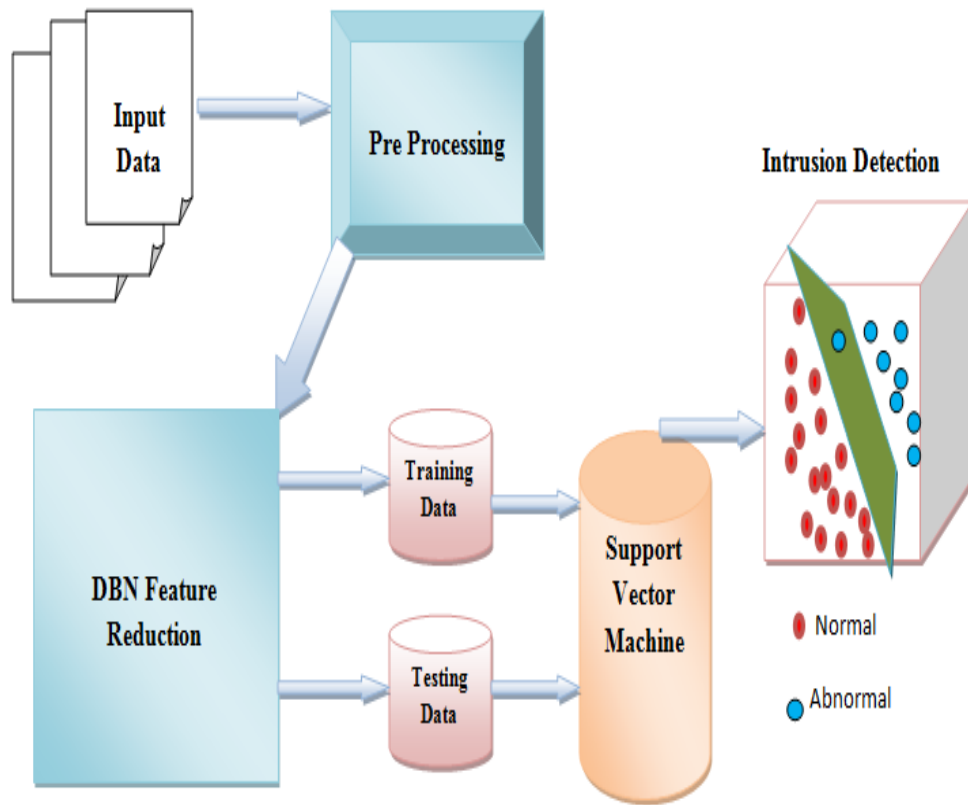 Input
Data
Pre Processing
Intrusion Detection
DBN Feature
Reduction
Training
Data
Testing
Data
Support
Vector
Machine
Normal
Abnormal